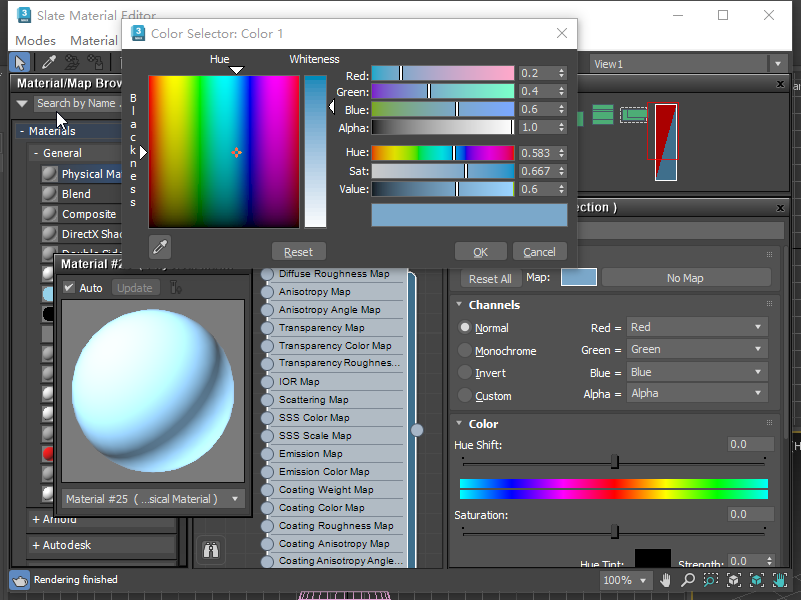 Slate Material Editor
Modes
Material
Color Selector: Color 1
Hue
Whiteness
Blackness
Red: 0.2
Green: 0.4
Blue: 0.6
Alpha: 1.0
Hue: 0.583
Sat: 0.667
Value: 0.6
Reset
OK
Cancel
View1
Material/Map Brow
Search by Name ...
- Materials
- General
Physical Ma
Blend
Composite
DirectX Shad
Material #2
Auto
Update
Material #25 ( ...sical Material )
+ Arnold
+ Autodesk
Rendering finished
Diffuse Roughness Map
Anisotropy Map
Anisotropy Angle Map
Transparency Map
Transparency Color Map
Transparency Roughnes...
IOR Map
Scattering Map
SSS Color Map
SSS Scale Map
Emission Map
Emission Color Map
Coating Weight Map
Coating Color Map
Coating Roughness Map
Coating Anisotropy Map
Coating Anisotropy Angle...
ection )
Reset All
Map:
No Map
Channels
Normal
Red =
Red
Monochrome
Green =
Green
Invert
Blue =
Blue
Custom
Alpha =
Alpha
Color
Hue Shift:
0.0
Saturation:
0.0
Hue Tint:
Strength:
0.0
100%